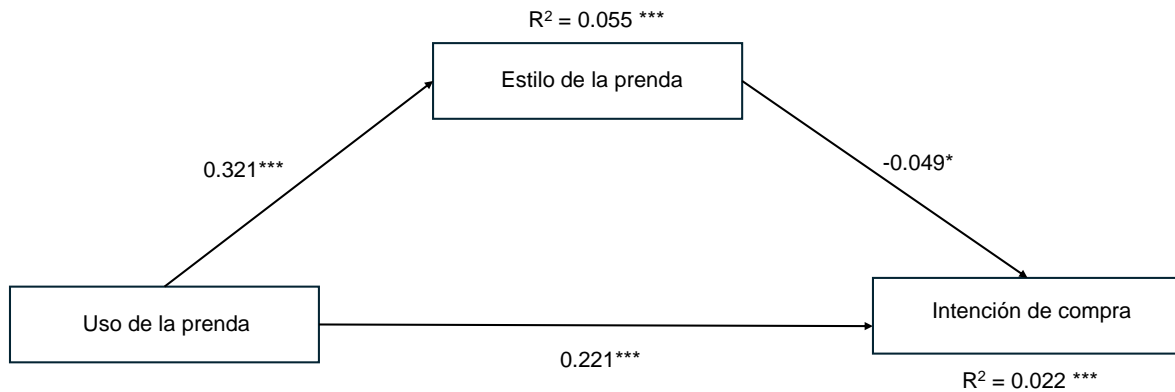 R² = 0.055 ***
Estilo de la prenda
0.321***
-0.049*
Uso de la prenda
Intención de compra
0.221***
R² = 0.022 ***